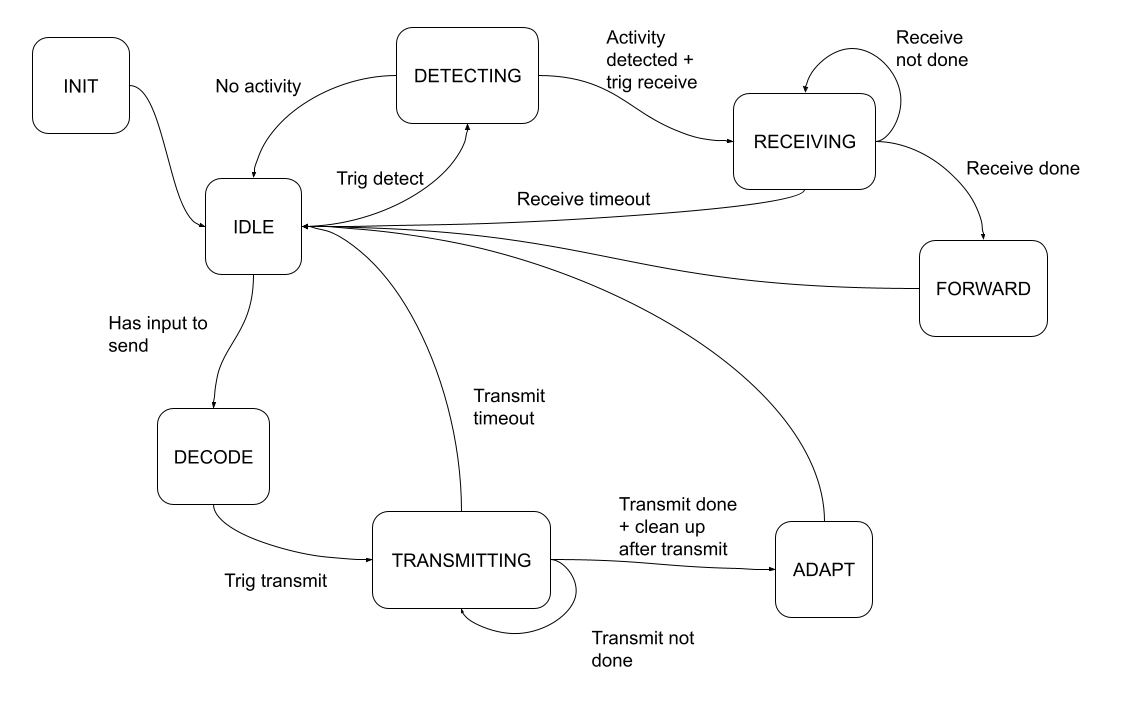 INIT
DETECTING
Activity
detected +
trig receive
Receive
not done
No activity
RECEIVING
Trig detect
Receive done
Receive timeout
IDLE
FORWARD
Has input to
send
Transmit
timeout
DECODE
Transmit done
+ clean up
after transmit
TRANSMITTING
ADAPT
Trig transmit
Transmit not
done